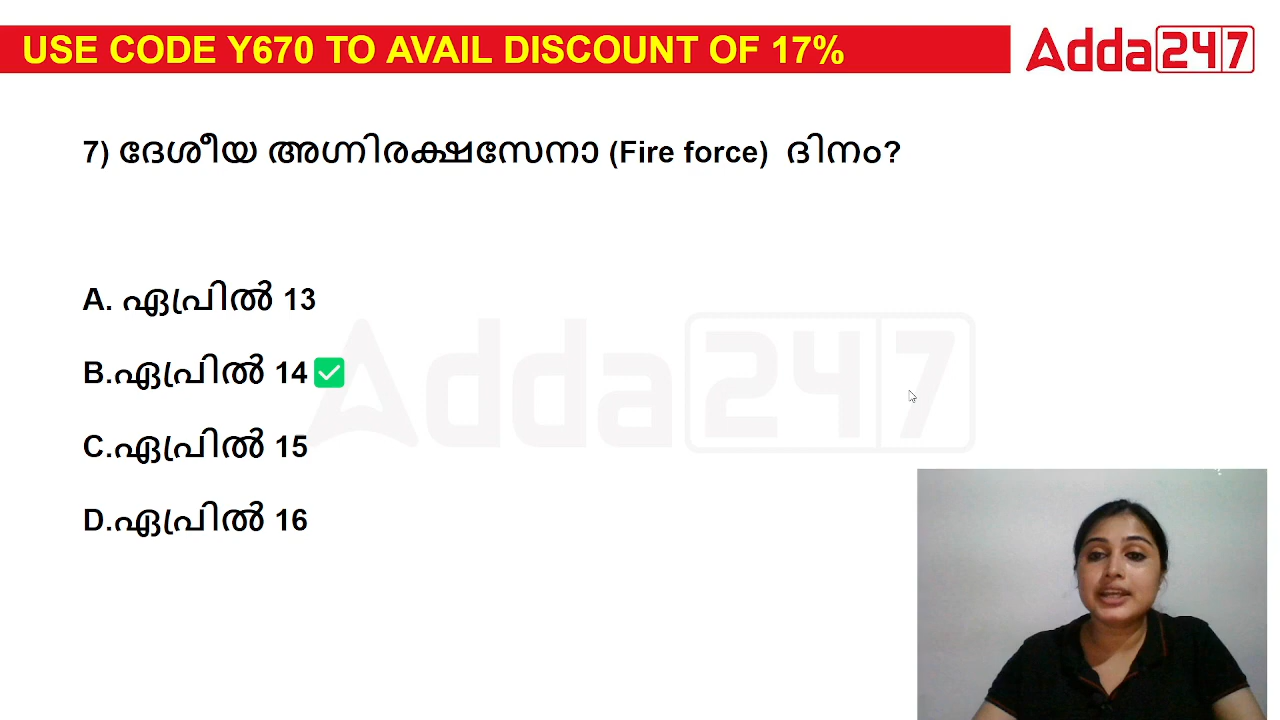 USE CODE Y670 TO AVAIL DISCOUNT OF 17%
Adda247
7) ദേശീയ അഗ്നിരക്ഷസേനാ (Fire force) ദിനം?
A. ഏപ്രിൽ 13
B.ഏപ്രിൽ 14
C.ഏപ്രിൽ 15
D.ഏപ്രിൽ 16
Adda247